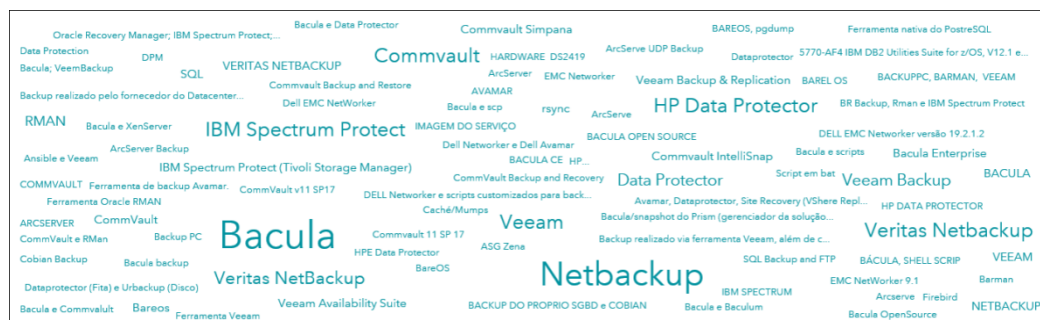 Bacula e Data Protector
Commvault Simpana
BAREOS, pgdump
Ferramenta nativa do PostreSQL
Oracle Recovery Manager; IBM Spectrum Protect;...
Data Protection
DPM
Commvault
HARDWARE DS2419
ArcServe UDP Backup
Dataprotector
5770-AF4 IBM DB2 Utilities Suite for z/OS, V12.1 e...
Bacula; VeemBackup
SQL
VERITAS NETBACKUP
ArcServer
EMC Networker
Veeam Backup & Replication
BAREL OS
BACKUPPC, BARMAN, VEEAM
Commvault Backup and Restore
AVAMAR
Backup realizado pelo fornecedor do Datacenter...
Dell EMC NetWorker
Bacula e scp
rsync
ArcServe
HP Data Protector
BR Backup, Rman e IBM Spectrum Protect
RMAN
Bacula e XenServer
IBM Spectrum Protect
IMAGEM DO SERVIÇO
BACULA OPEN SOURCE
DELL EMC Networker versão 19.2.1.2
ArcServer Backup
Dell Networker e Dell Avamar
Bacula e scripts
Bacula Enterprise
Ansible e Veeam
IBM Spectrum Protect (Tivoli Storage Manager)
BACULA CE
HP...
Commvault IntelliSnap
COMMVAULT
Ferramenta de backup Avamar.
CommVault v11 SP17
CommVault Backup and Recovery
Data Protector
Script em bat
Veeam Backup
BACULA
Ferramenta Oracle RMAN
DELL Networker e scripts customizados para back...
Avamar, Dataprotector, Site Recovery (VShere Repl...
HP DATA PROTECTOR
ARCSERVER
CommVault
Caché/Mumps
Veeam
Bacula/snapshot do Prism (gerenciador da solução...
Veritas Netbackup
CommVault e RMan
Backup PC
Bacula
Commvault 11 SP 17
ASG Zena
Backup realizado via ferramenta Veeam, além de c...
Cobian Backup
Bacula backup
HPE Data Protector
BareOS
Netbackup
SQL Backup and FTP
BÁCULA, SHELL SCRIP
VEEAM
Dataprotector (Fita) e Urbackup (Disco)
Veritas NetBackup
IBM SPECTRUM
EMC NetWorker 9.1
Barman
Bacula e Commvalult
Bareos
Ferramenta Veeam
Veeam Availability Suite
BACKUP DO PROPRIO SGBD e COBIAN
Bacula e Baculum
Arcserve
Firebird
Bacula OpenSource
NETBACKUP